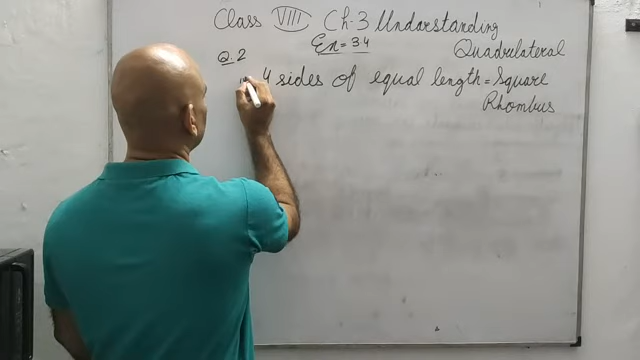 Class VIII Ch-3 Understanding
Quadrilateral
Ex = 3.4
Q.2
4 sides of equal length = Square
Rhombus